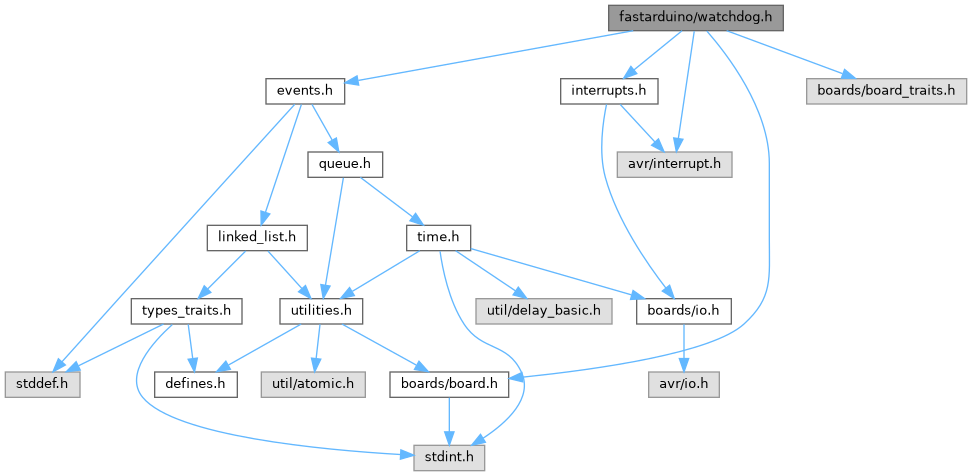 fastarduino/watchdog.h
events.h
interrupts.h
boards/board_traits.h
queue.h
avr/interrupt.h
linked_list.h
time.h
types_traits.h
utilities.h
util/delay_basic.h
boards/io.h
stddef.h
defines.h
util/atomic.h
boards/board.h
avr/io.h
stdint.h